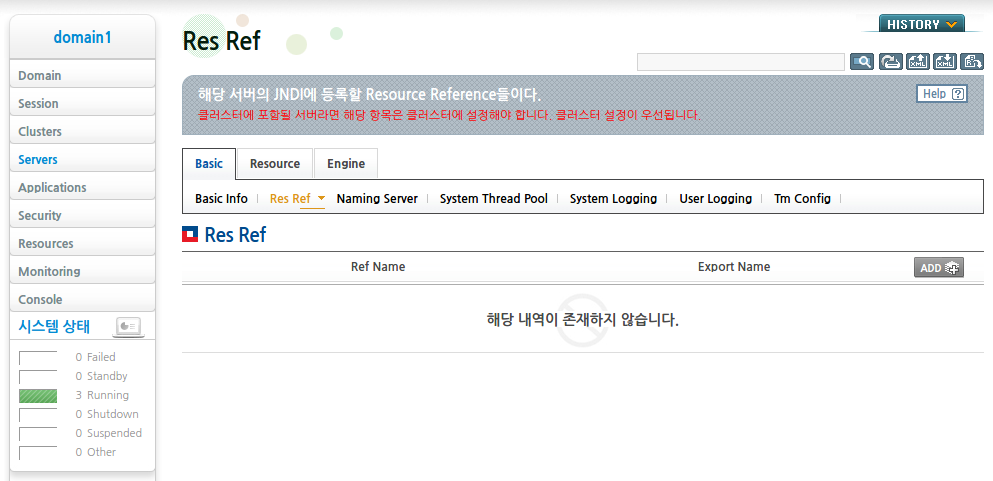 domain1
Domain
Session
Clusters
Servers
Applications
Security
Resources
Monitoring
Console
시스템 상태
0 Failed
0 Standby
3 Running
0 Shutdown
0 Suspended
0 Other
HISTORY
Res Ref
XML XML
해당 서버의 JNDI에 등록할 Resource Reference들이다.
Help ?
클러스터에 포함될 서버라면 해당 항목은 클러스터에 설정해야 합니다. 클러스터 설정이 우선됩니다.
Basic Resource Engine
Basic Info Res Ref Naming Server System Thread Pool System Logging User Logging Tm Config
Res Ref
Ref Name Export Name ADD
해당 내역이 존재하지 않습니다.